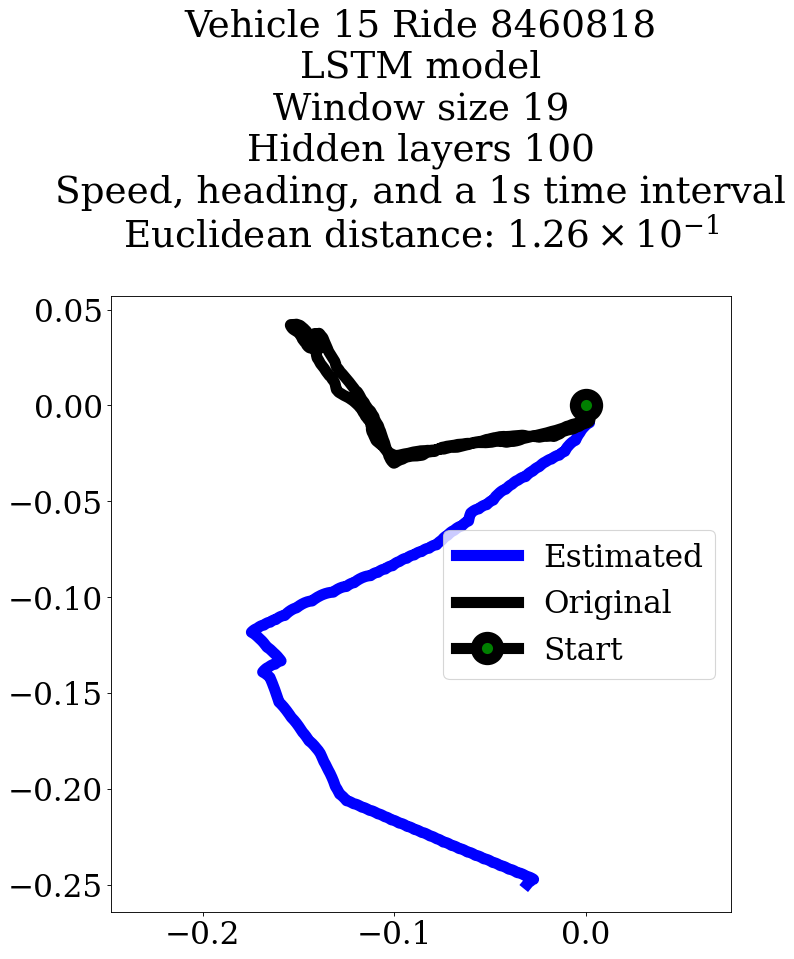 Vehicle 15 Ride 8460818
LSTM model
Window size 19
Hidden layers 100
Speed, heading, and a 1s time interval
Euclidean distance: 1.26 × 10⁻¹
0.05
0.00
−0.05
−0.10
−0.15
−0.20
−0.25
Estimated
Original
Start
−0.2 −0.1 0.0